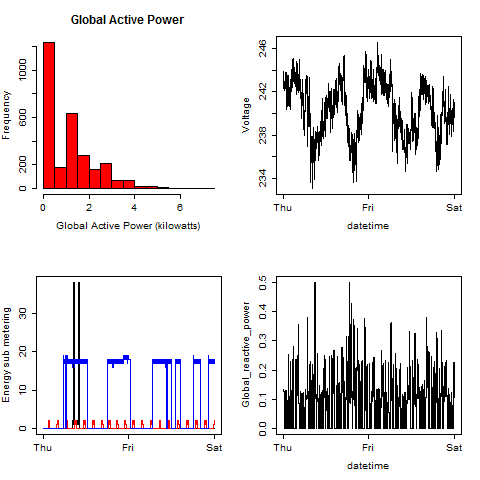 Global Active Power
Frequency
0
200
600
1000
0
2
4
6
Global Active Power (kilowatts)
Voltage
234
238
242
246
Thu
Fri
Sat
datetime
Energy sub metering
0
10
20
30
Thu
Fri
Sat
Global_reactive_power
0.0
0.1
0.2
0.3
0.4
0.5
Thu
Fri
Sat
datetime